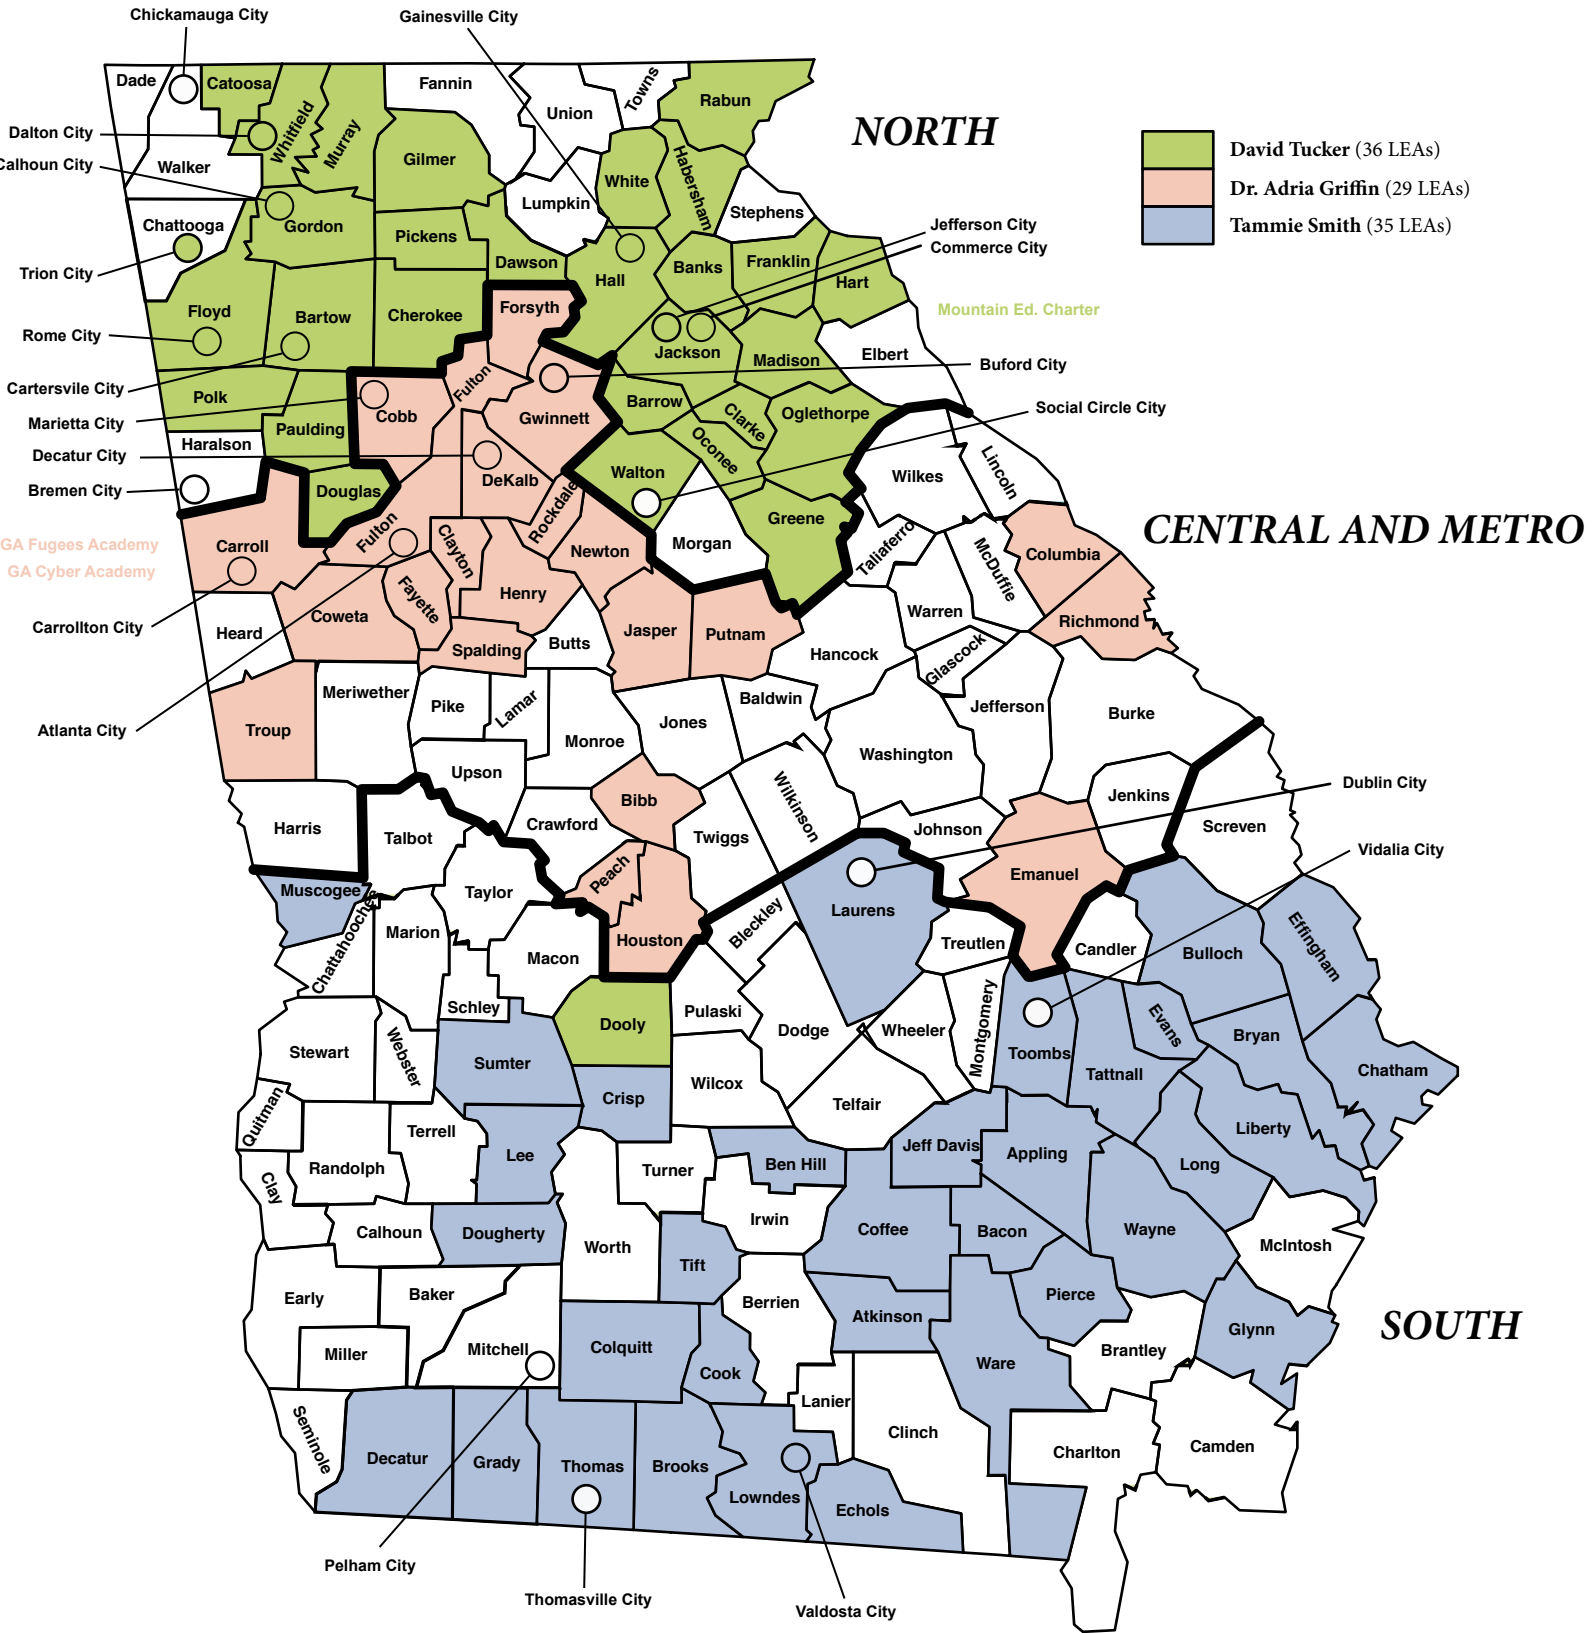 Chickamauga City
Gainesville City
Dade
Catoosa
Whitfield
Murray
Fannin
Union
Towns
Rabun
NORTH
David Tucker (36 LEAs)
Dr. Adria Griffin (29 LEAs)
Tammie Smith (35 LEAs)
Dalton City
Calhoun City
Walker
Gilmer
White
Habersham
Lumpkin
Stephens
Chattooga
Gordon
Pickens
Dawson
Jefferson City
Commerce City
Trion City
Hall
Banks
Franklin
Hart
Floyd
Bartow
Cherokee
Forsyth
Mountain Ed. Charter
Rome City
Jackson
Madison
Elbert
Buford City
Cartersvile City
Polk
Fulton
Barrow
Clarke
Oglethorpe
Social Circle City
Marietta City
Cobb
Gwinnett
Paulding
Haralson
Oconee
Decatur City
DeKalb
Walton
Wilkes
Lincoln
Bremen City
Douglas
Rockdale
Greene
CENTRAL AND METRO
GA Fugees Academy
GA Cyber Academy
Carroll
Fulton
Clayton
Newton
Morgan
Taliaferro
McDuffie
Columbia
Carrollton City
Heard
Coweta
Fayette
Henry
Spalding
Butts
Jasper
Putnam
Hancock
Warren
Glascock
Richmond
Atlanta City
Troup
Meriwether
Pike
Lamar
Monroe
Jones
Baldwin
Washington
Jefferson
Burke
Upson
Bibb
Wilkinson
Jenkins
Dublin City
Harris
Talbot
Crawford
Twiggs
Johnson
Screven
Vidalia City
Muscogee
Taylor
Peach
Emanuel
Chattahoochee
Marion
Macon
Houston
Bleckley
Laurens
Treutlen
Candler
Bulloch
Effingham
Schley
Dooly
Pulaski
Dodge
Wheeler
Montgomery
Toombs
Evans
Bryan
Stewart
Webster
Sumter
Crisp
Wilcox
Telfair
Tattnall
Chatham
Quitman
Terrell
Lee
Randolph
Turner
Ben Hill
Jeff Davis
Appling
Long
Liberty
Clay
Calhoun
Dougherty
Worth
Irwin
Coffee
Bacon
Wayne
McIntosh
Tift
Early
Baker
Berrien
Atkinson
Pierce
Glynn
SOUTH
Miller
Mitchell
Colquitt
Cook
Ware
Brantley
Lanier
Clinch
Seminole
Decatur
Grady
Thomas
Brooks
Lowndes
Echols
Charlton
Camden
Pelham City
Thomasville City
Valdosta City